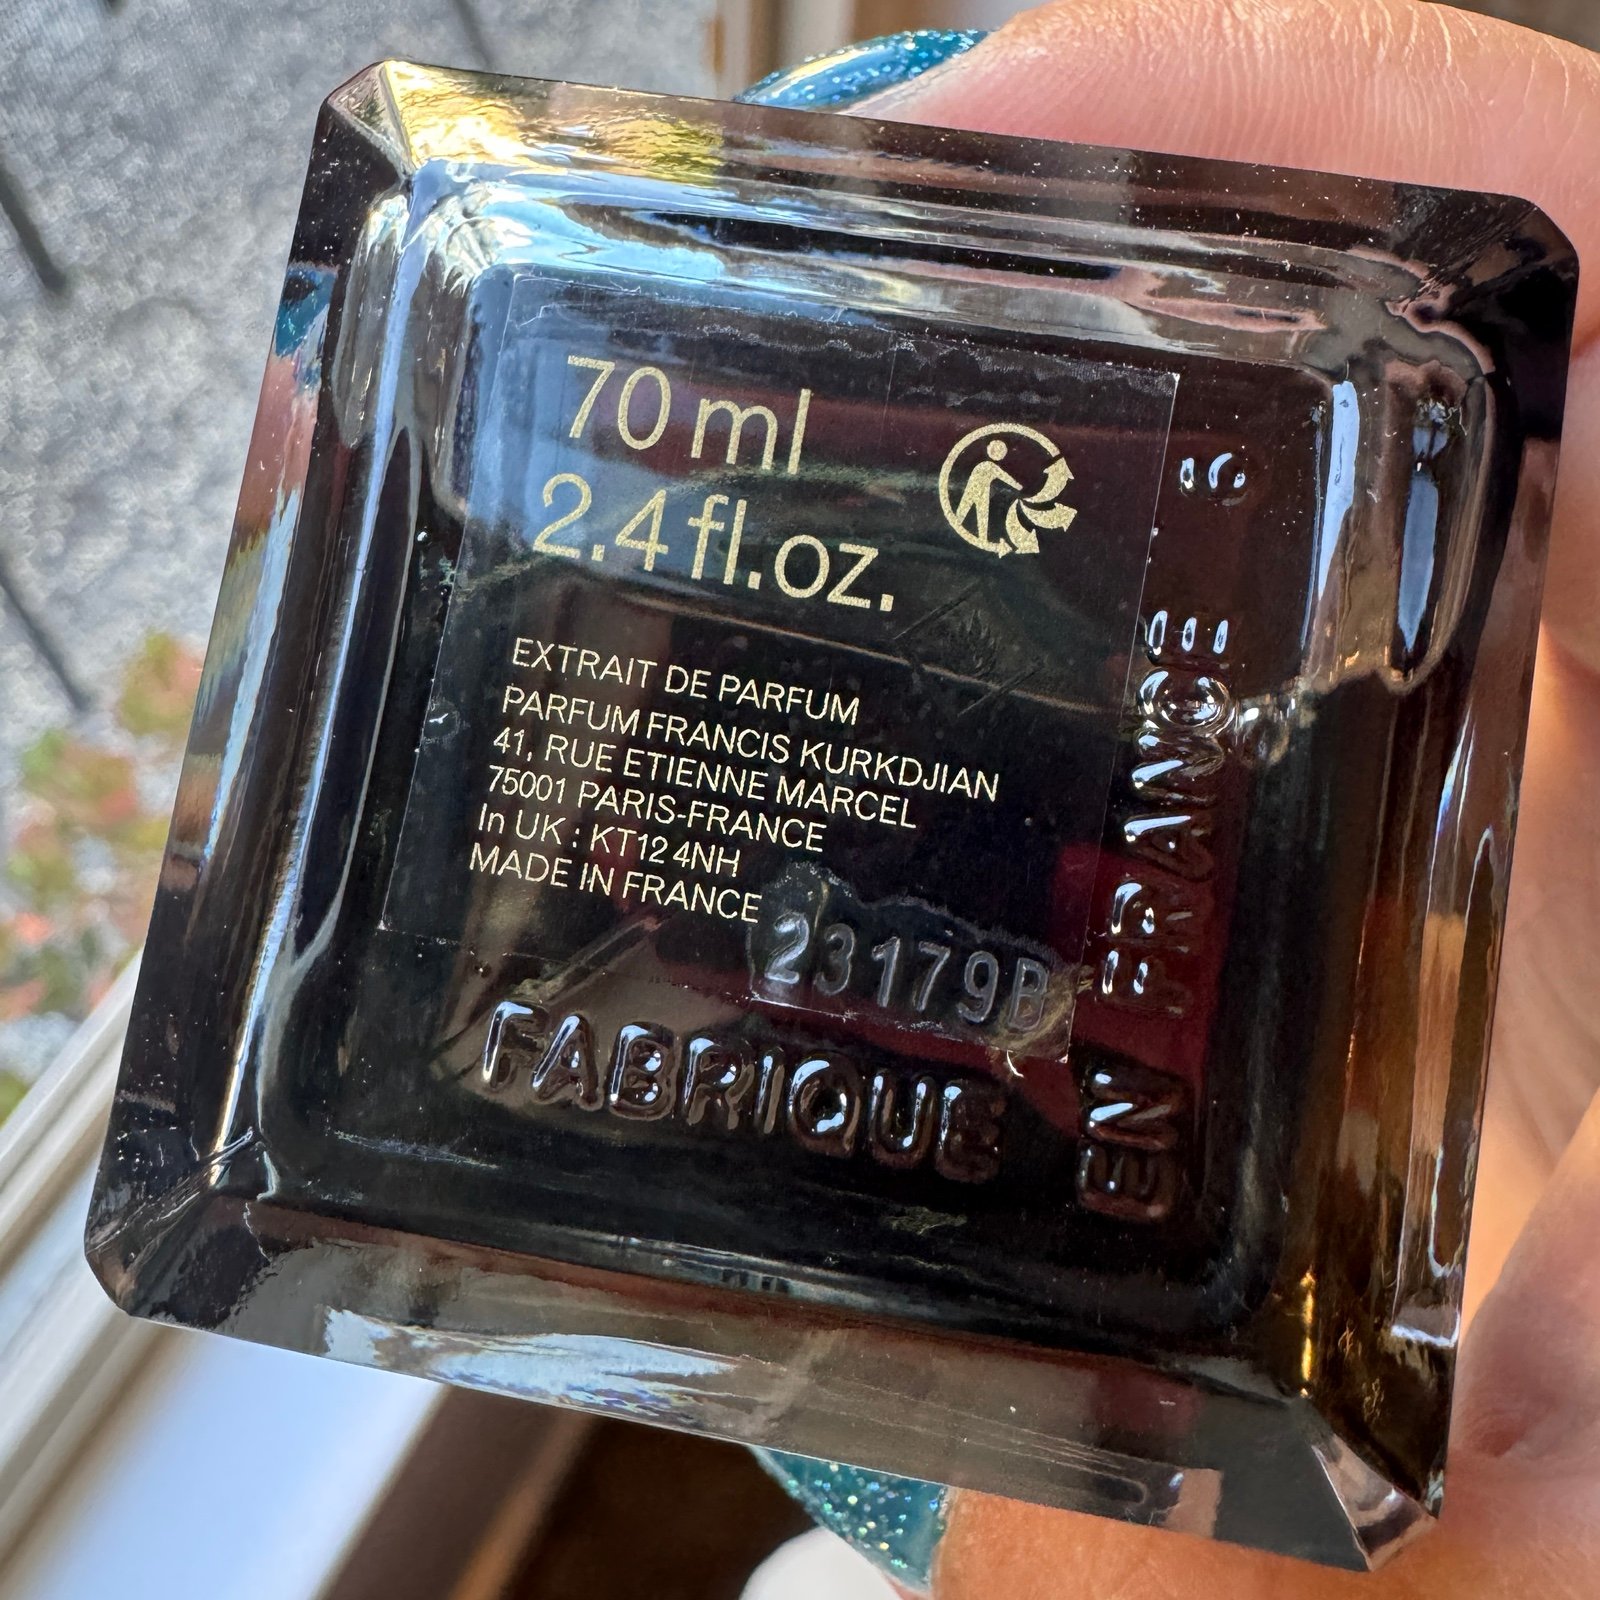 70 ml
2.4 fl.oz.
EXTRAIT DE PARFUM
PARFUM FRANCIS KURKDJIAN
41, RUE ETIENNE MARCEL
75001 PARIS-FRANCE
In UK : KT12 4NH
MADE IN FRANCE
23179B
FABRIQUE
EN FRANCE